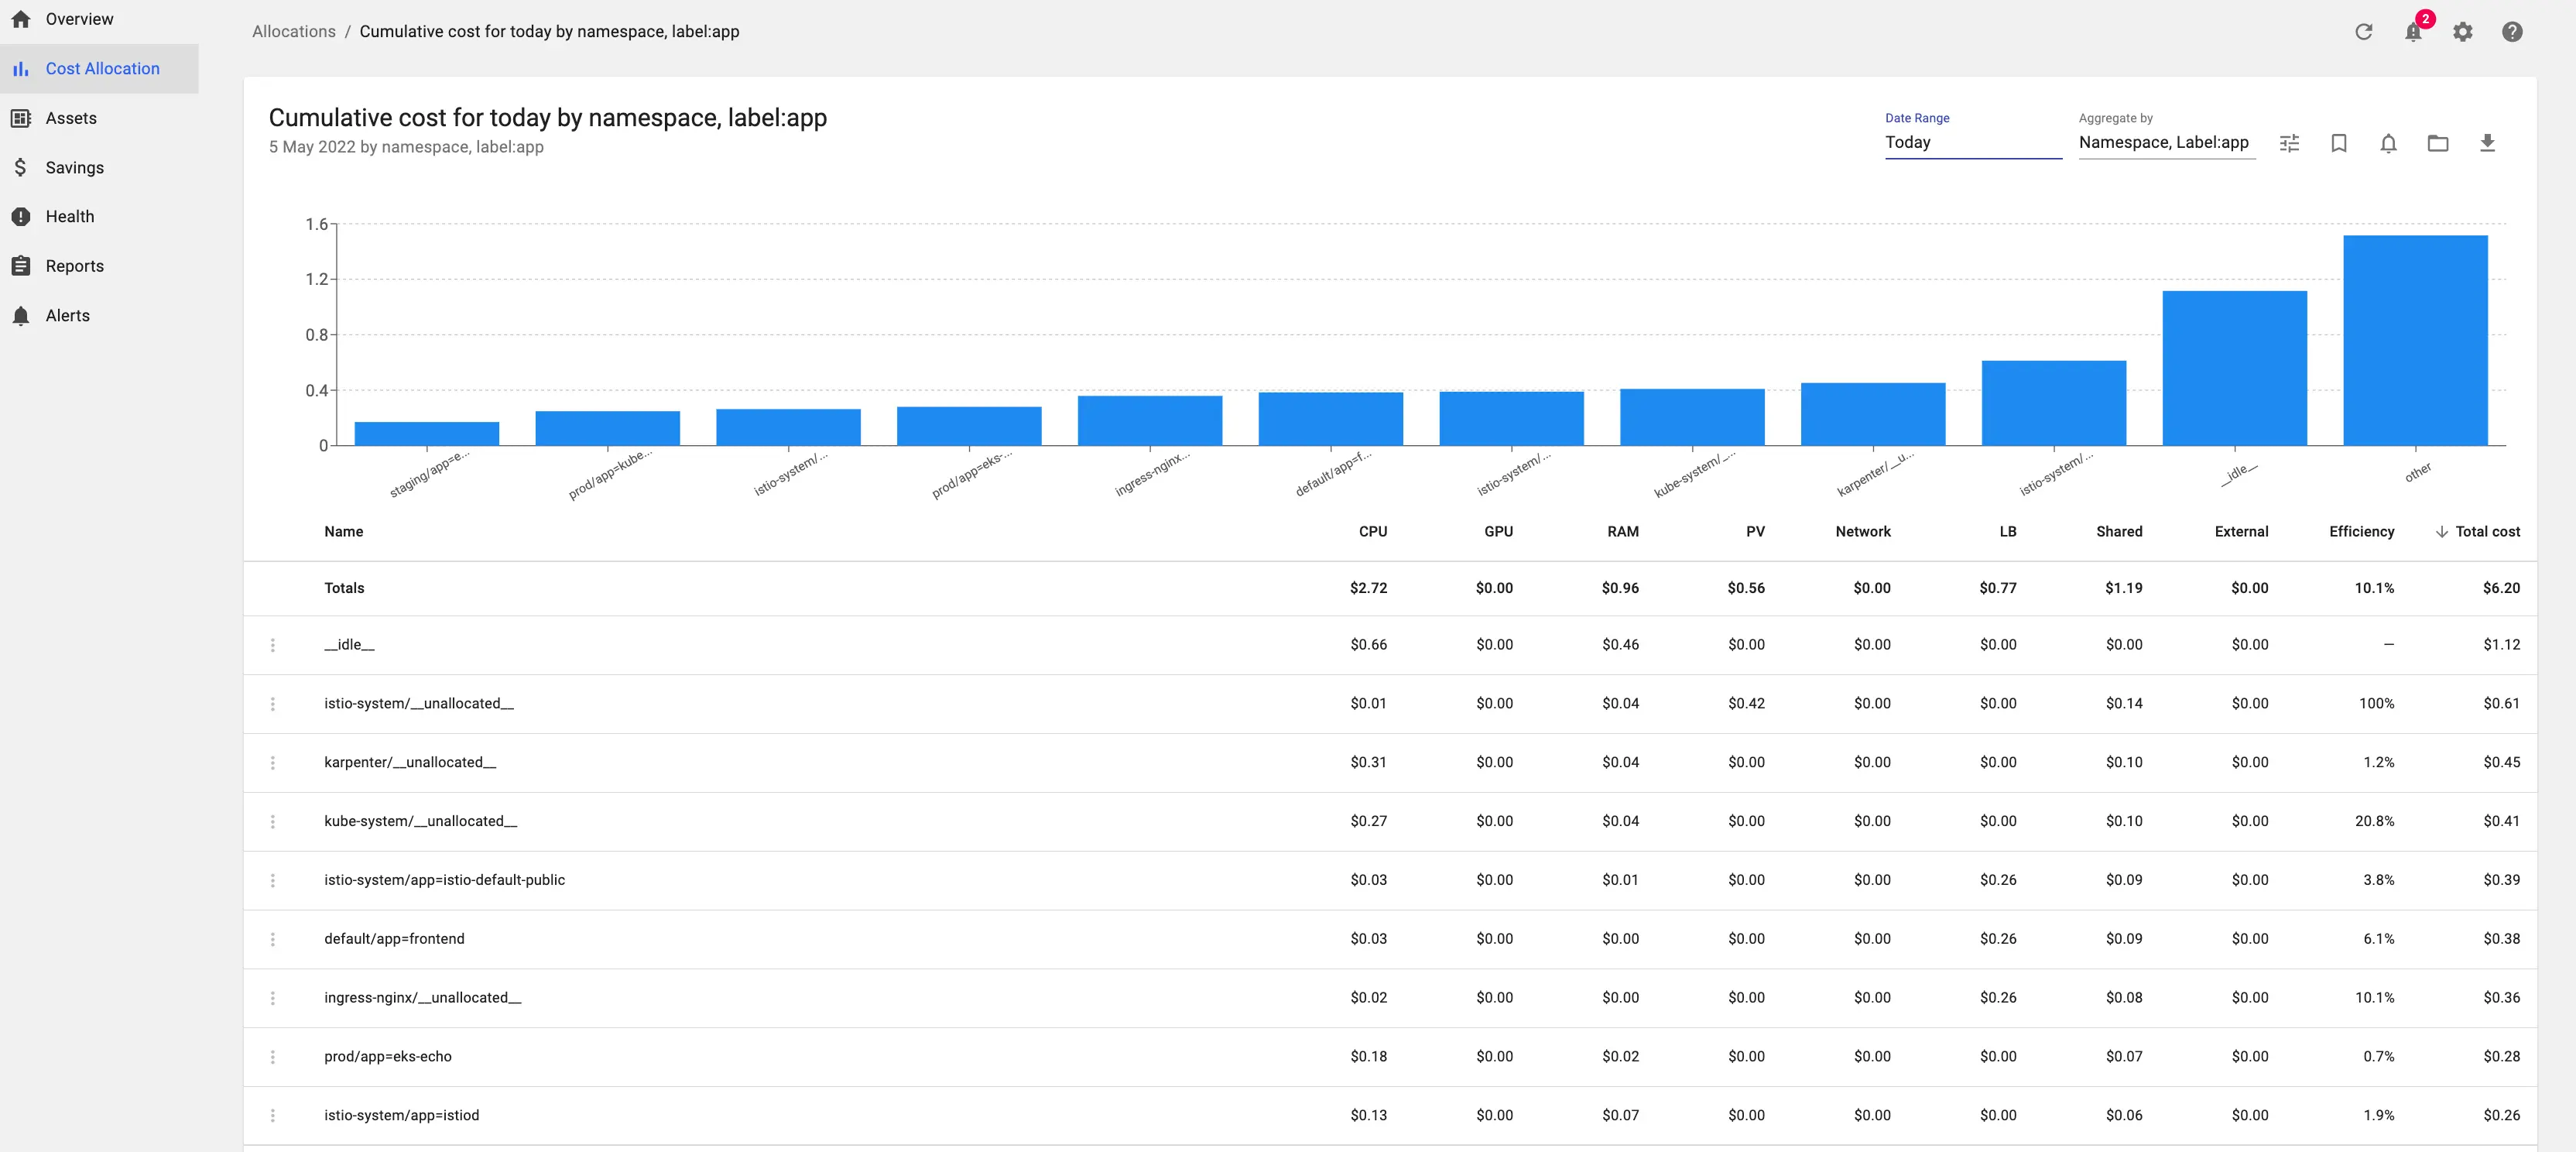 Overview
Cost Allocation
Assets
Savings
Health
Reports
Alerts
Allocations / Cumulative cost for today by namespace, label:app
2
Cumulative cost for today by namespace, label:app
5 May 2022 by namespace, label:app
Date Range
Today
Aggregate by
Namespace, Label:app
1.6
1.2
0.8
0.4
0
staging/app=e...
prod/app=kube...
istio-system/...
prod/app=eks-...
ingress-nginx...
default/app=f...
istio-system/...
kube-system/_...
karpenter/__u...
istio-system/...
__idle__
other
Name CPU GPU RAM PV Network LB Shared External Efficiency Total cost
Totals $2.72 $0.00 $0.96 $0.56 $0.00 $0.77 $1.19 $0.00 10.1% $6.20
__idle__ $0.66 $0.00 $0.46 $0.00 $0.00 $0.00 $0.00 $0.00 — $1.12
istio-system/__unallocated__ $0.01 $0.00 $0.04 $0.42 $0.00 $0.00 $0.14 $0.00 100% $0.61
karpenter/__unallocated__ $0.31 $0.00 $0.04 $0.00 $0.00 $0.00 $0.10 $0.00 1.2% $0.45
kube-system/__unallocated__ $0.27 $0.00 $0.04 $0.00 $0.00 $0.00 $0.10 $0.00 20.8% $0.41
istio-system/app=istio-default-public $0.03 $0.00 $0.01 $0.00 $0.00 $0.26 $0.09 $0.00 3.8% $0.39
default/app=frontend $0.03 $0.00 $0.00 $0.00 $0.00 $0.26 $0.09 $0.00 6.1% $0.38
ingress-nginx/__unallocated__ $0.02 $0.00 $0.00 $0.00 $0.00 $0.26 $0.08 $0.00 10.1% $0.36
prod/app=eks-echo $0.18 $0.00 $0.02 $0.00 $0.00 $0.00 $0.07 $0.00 0.7% $0.28
istio-system/app=istiod $0.13 $0.00 $0.07 $0.00 $0.00 $0.00 $0.06 $0.00 1.9% $0.26